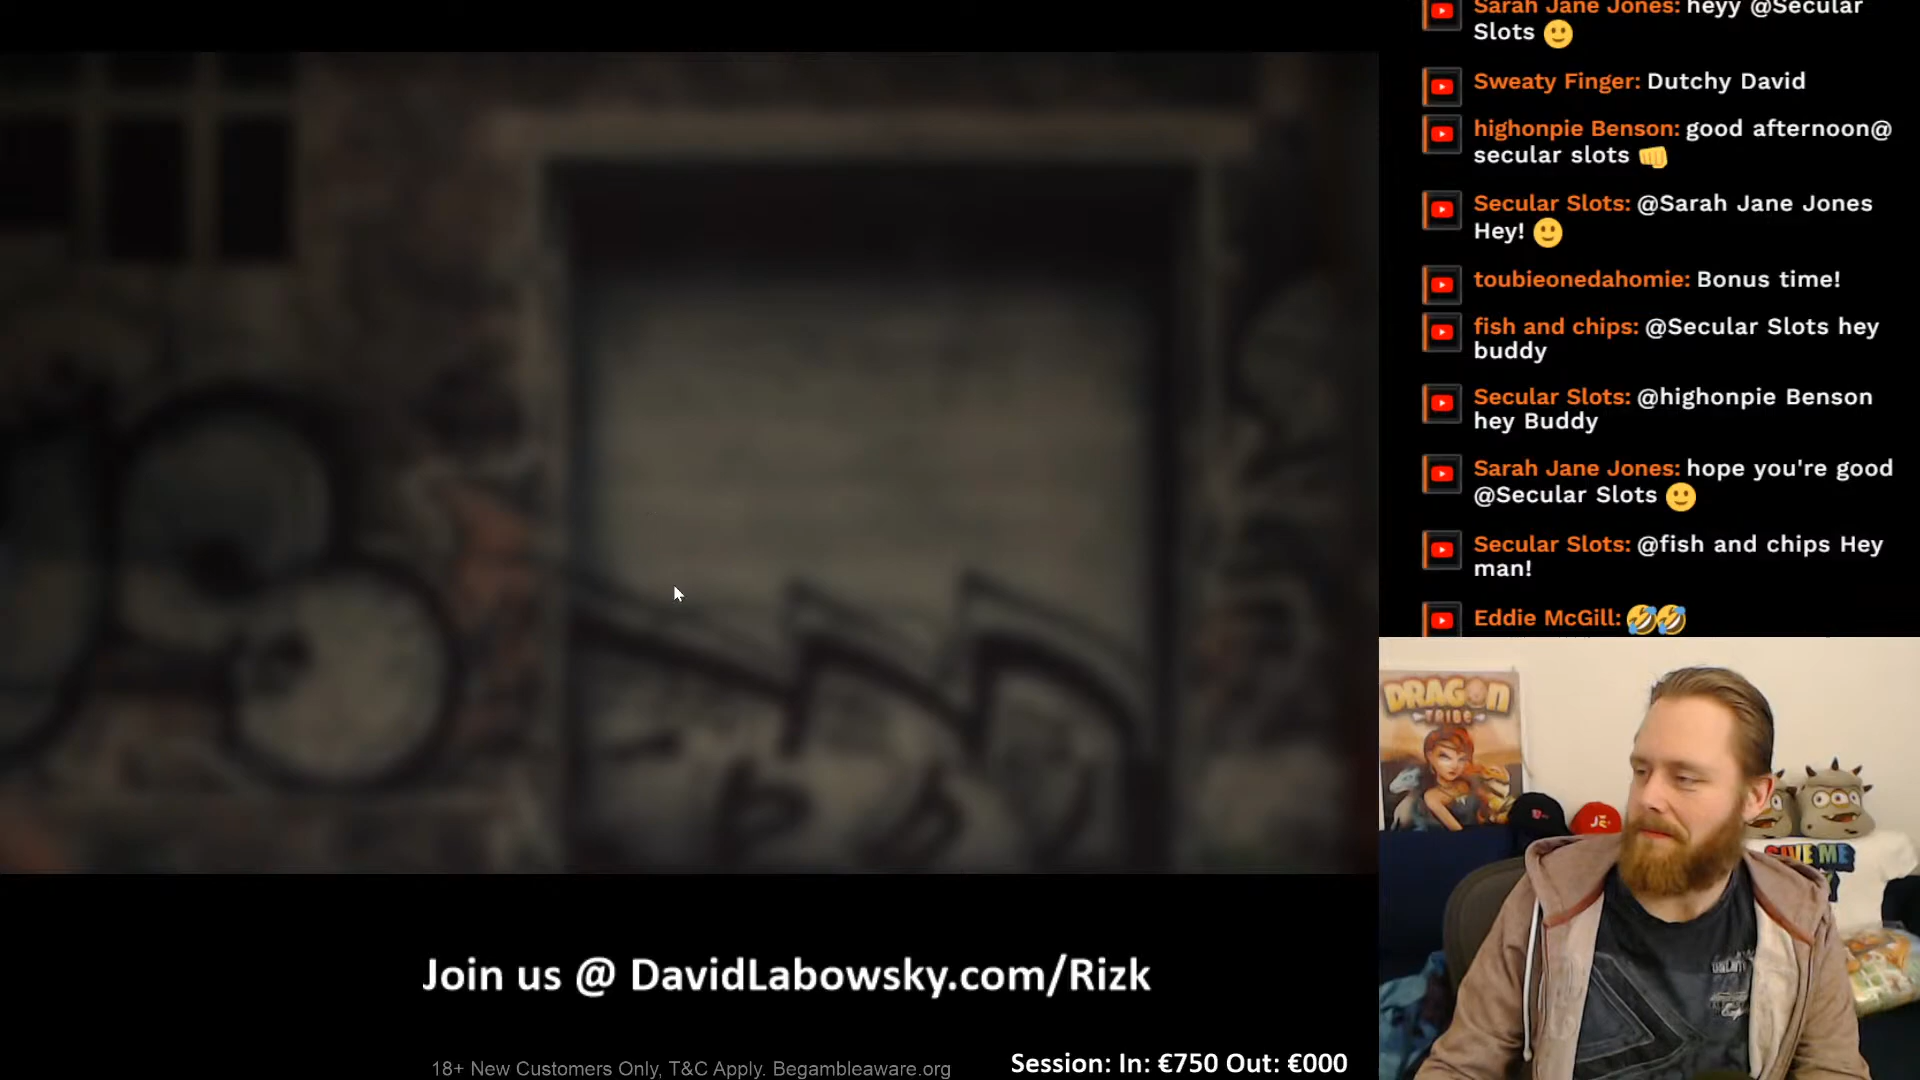 Sarah Jane Jones: heyy @Secular
Slots 🙂
Sweaty Finger: Dutchy David
highonpie Benson: good afternoon@
secular slots 👊
Secular Slots: @Sarah Jane Jones
Hey! 🙂
toubieonedahomie: Bonus time!
fish and chips: @Secular Slots hey
buddy
Secular Slots: @highonpie Benson
hey Buddy
Sarah Jane Jones: hope you're good
@Secular Slots 🙂
Secular Slots: @fish and chips Hey
man!
Eddie McGill: 🤣🤣
DRAGON
TRIBE
GIVE ME
Join us @ DavidLabowsky.com/Rizk
18+ New Customers Only, T&C Apply. Begambleaware.org
Session: In: €750 Out: €000